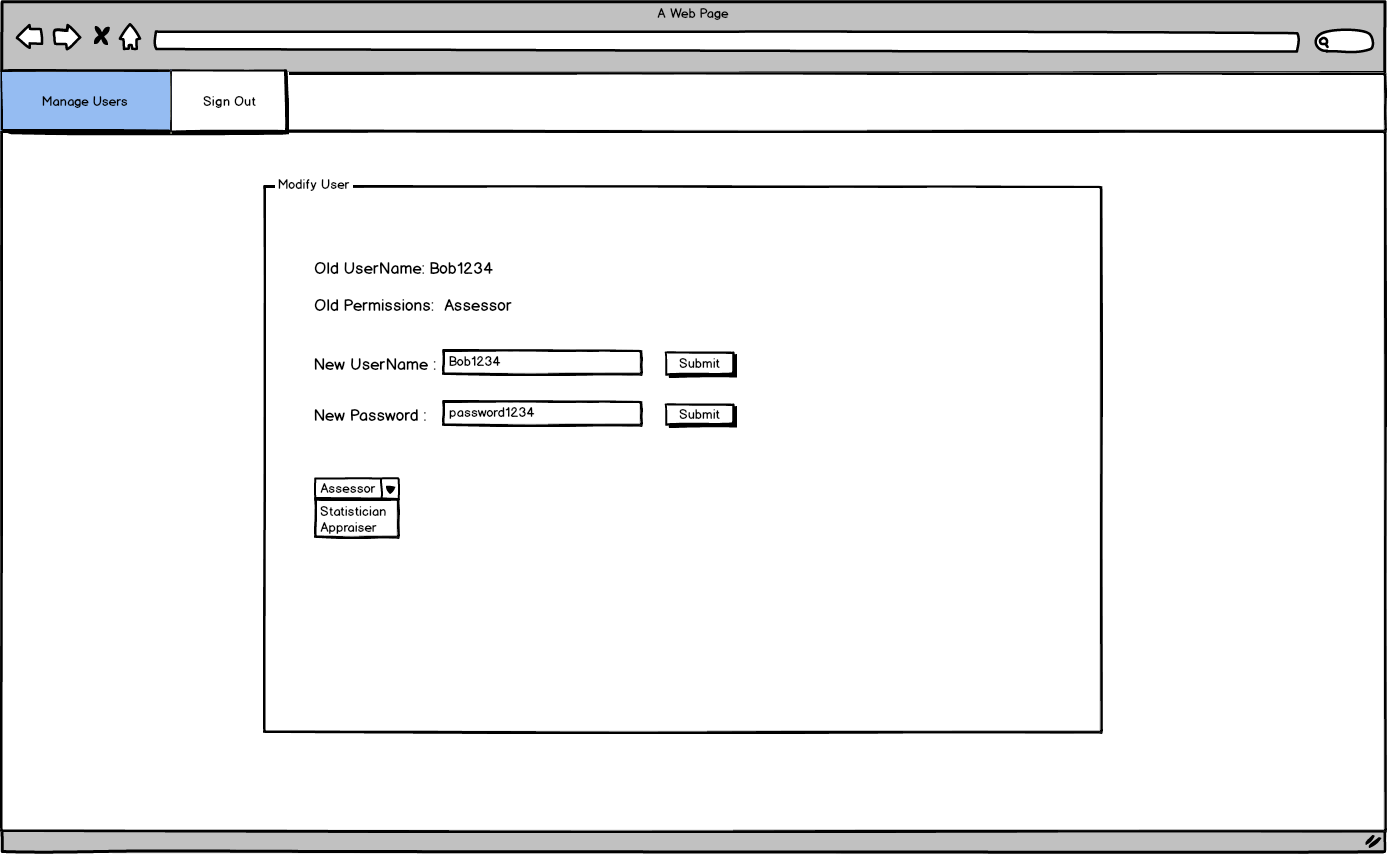 A Web Page
Manage Users
Sign Out
Modify User
Old UserName: Bob1234
Old Permissions: Assessor
New UserName : Bob1234 Submit
New Password : password1234 Submit
Assessor
Statistician
Appraiser